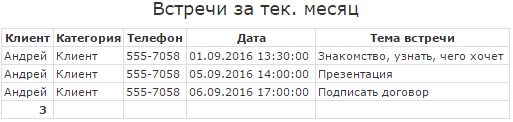 Встречи за тек. месяц
Клиент Категория Телефон Дата Тема встречи
Андрей Клиент 555-7058 01.09.2016 13:30:00 Знакомство, узнать, чего хочет
Андрей Клиент 555-7058 05.09.2016 14:00:00 Презентация
Андрей Клиент 555-7058 06.09.2016 17:00:00 Подписать договор
3